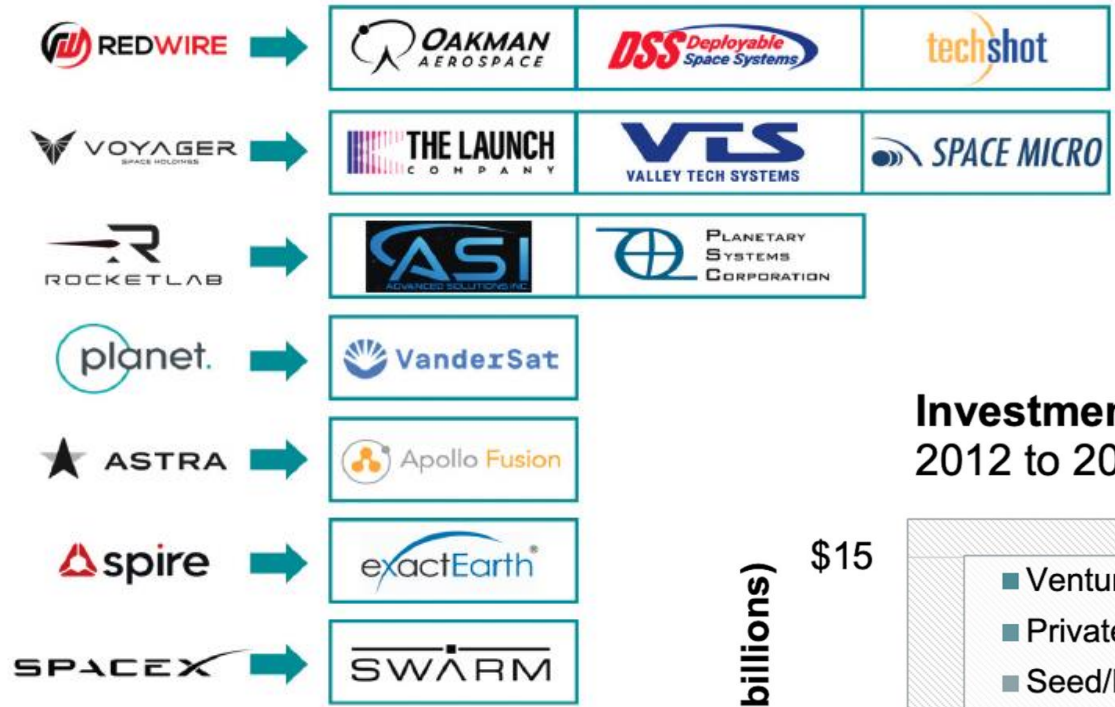 REDWIRE
OAKMAN
AEROSPACE
DSS Deployable
Space Systems
techshot
VOYAGER
SPACE HOLDINGS
THE LAUNCH
COMPANY
VTS
VALLEY TECH SYSTEMS
SPACE MICRO
ROCKETLAB
ASI
ADVANCED SOLUTIONS INC
PLANETARY
SYSTEMS
CORPORATION
planet.
VanderSat
ASTRA
Apollo Fusion
spire
exactEarth®
SPACEX
SWARM
Investmen
2012 to 20
$15
billions)
Ventur
Private
Seed/